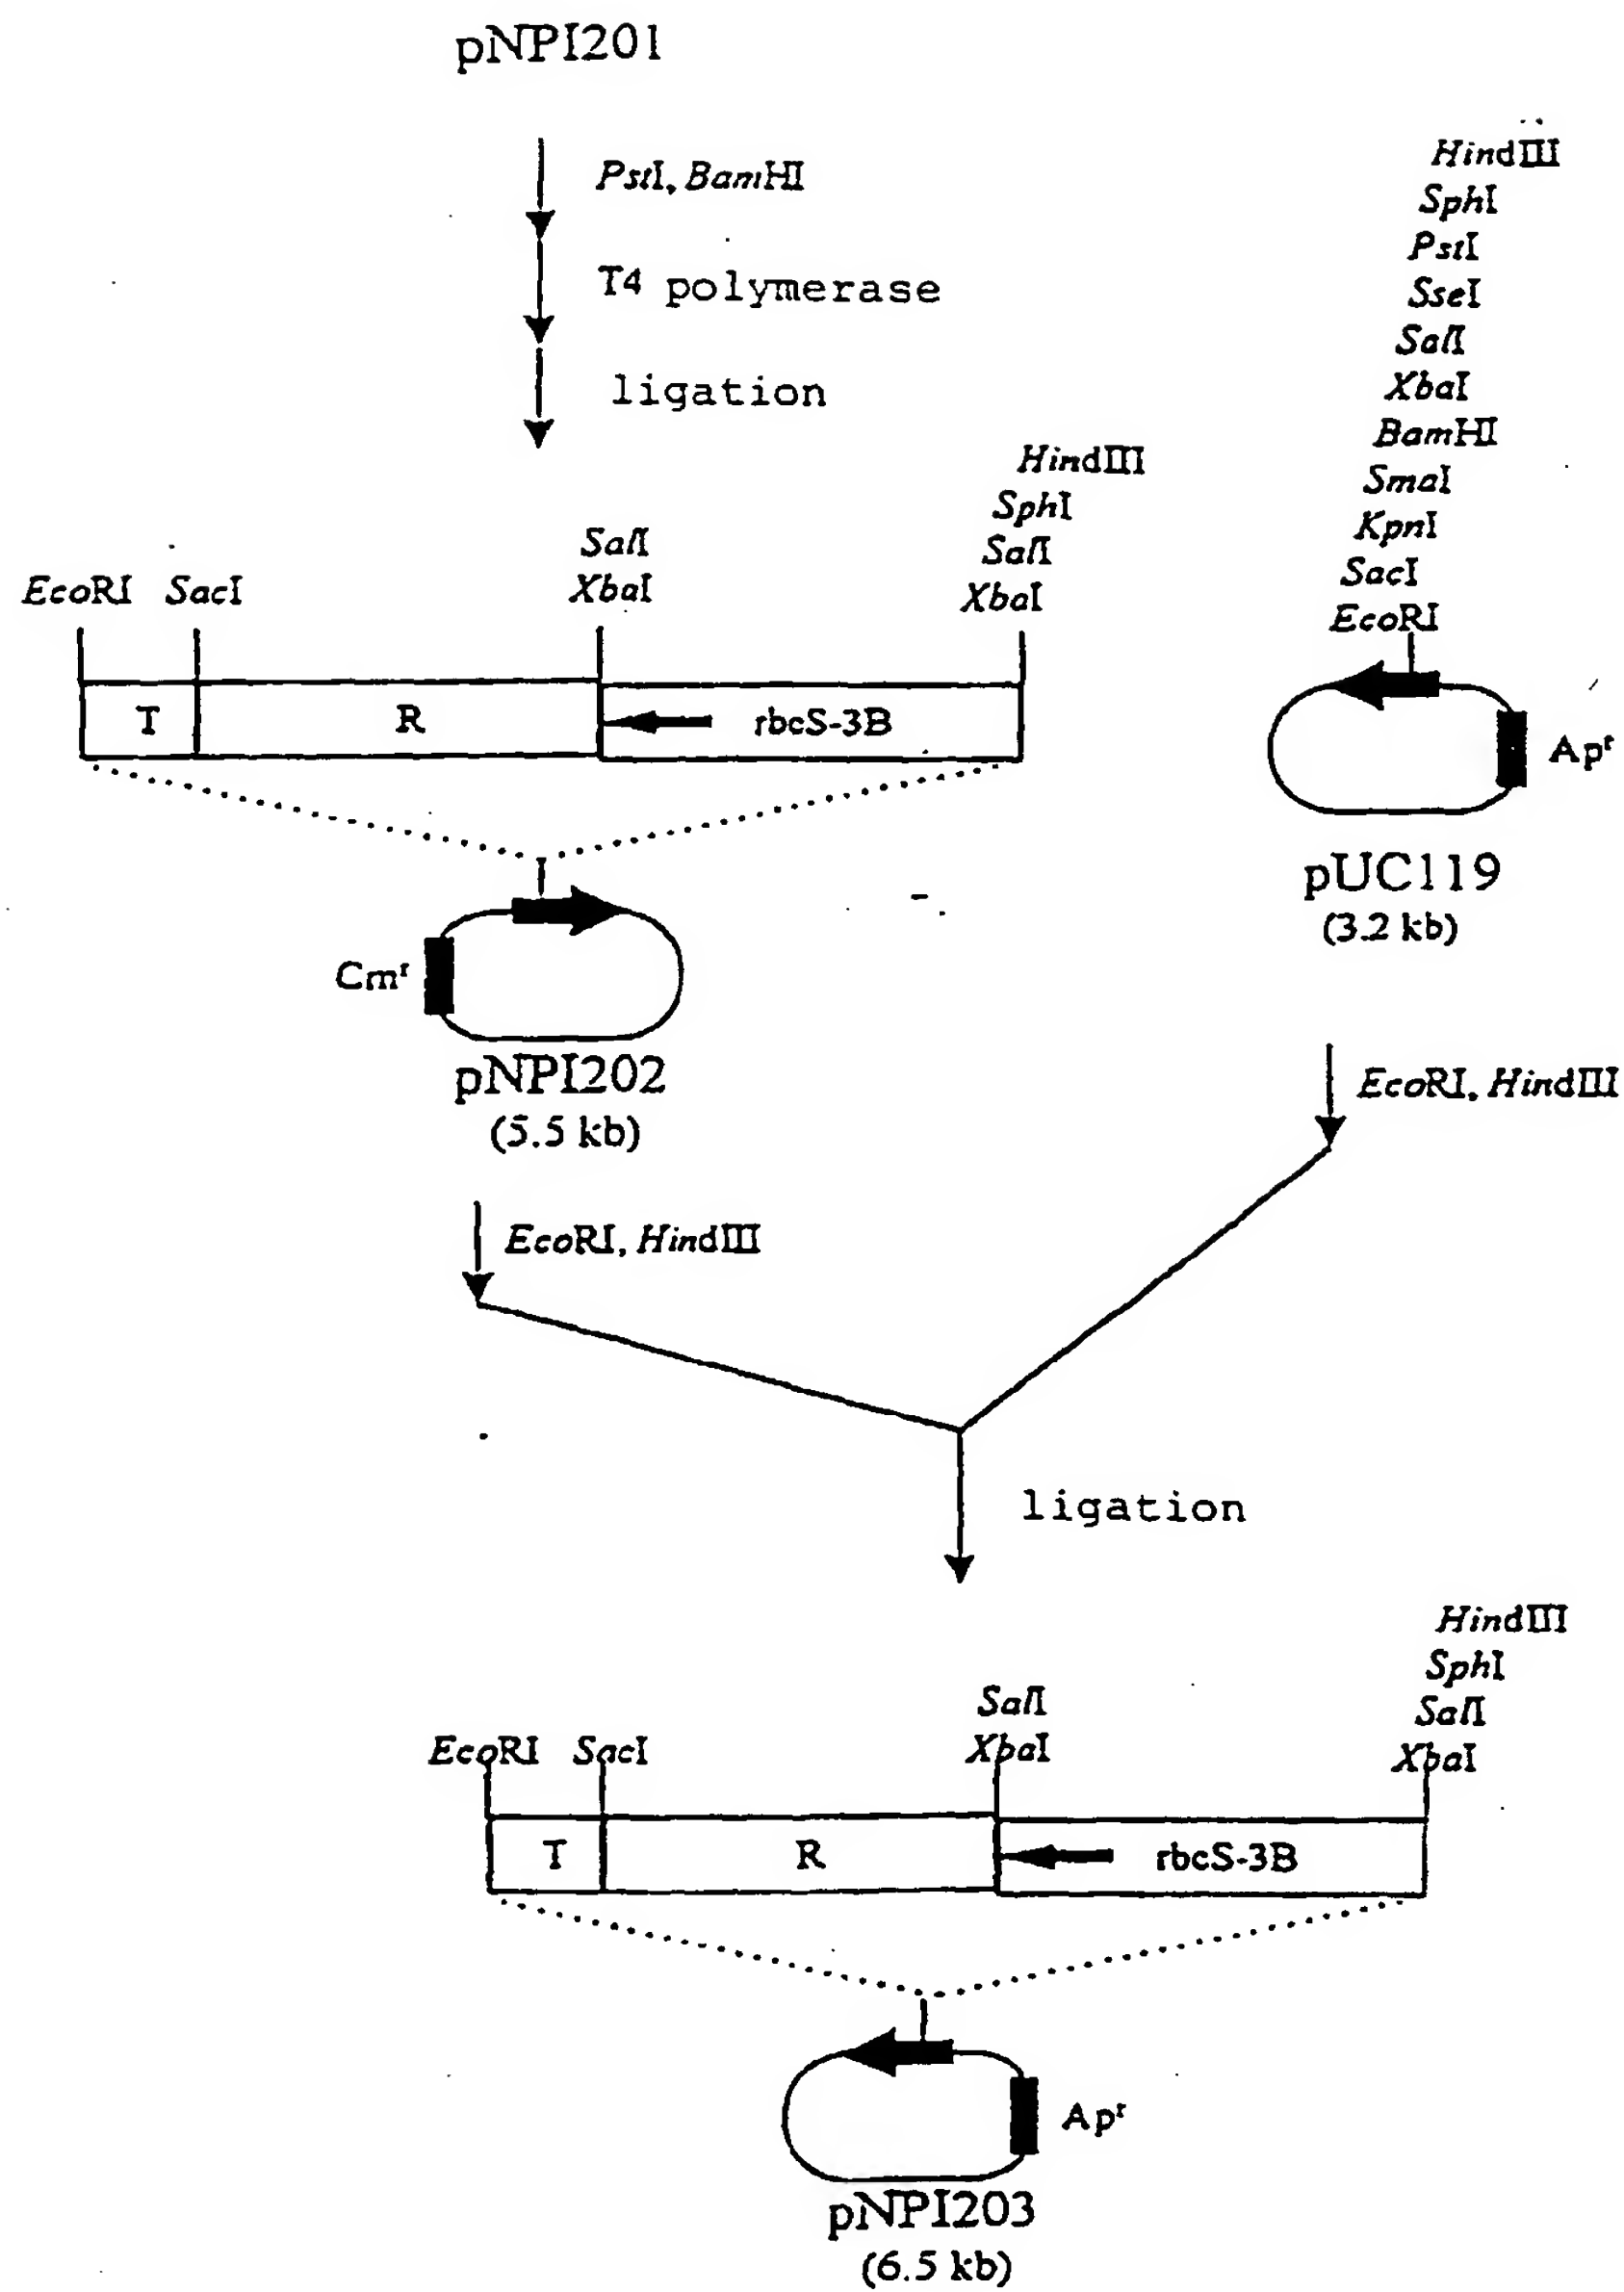 pNPI201
PstI, BamHI
T4 polymerase
ligation
HindIII
SphI
PstI
SseI
SalI
XbaI
BamHI
SmaI
KpnI
SacI
EcoRI
Apr
pUC119
(3.2 kb)
EcoRI SacI
SalI
XbaI
HindIII
SphI
SalI
XbaI
T R rbcS-3B
Cmr
pNPI202
(5.5 kb)
EcoRI, HindIII
EcoRI, HindIII
ligation
EcoRI SacI
SalI
XbaI
HindIII
SphI
SalI
XbaI
T R rbcS-3B
Apr
pNPI203
(6.5 kb)